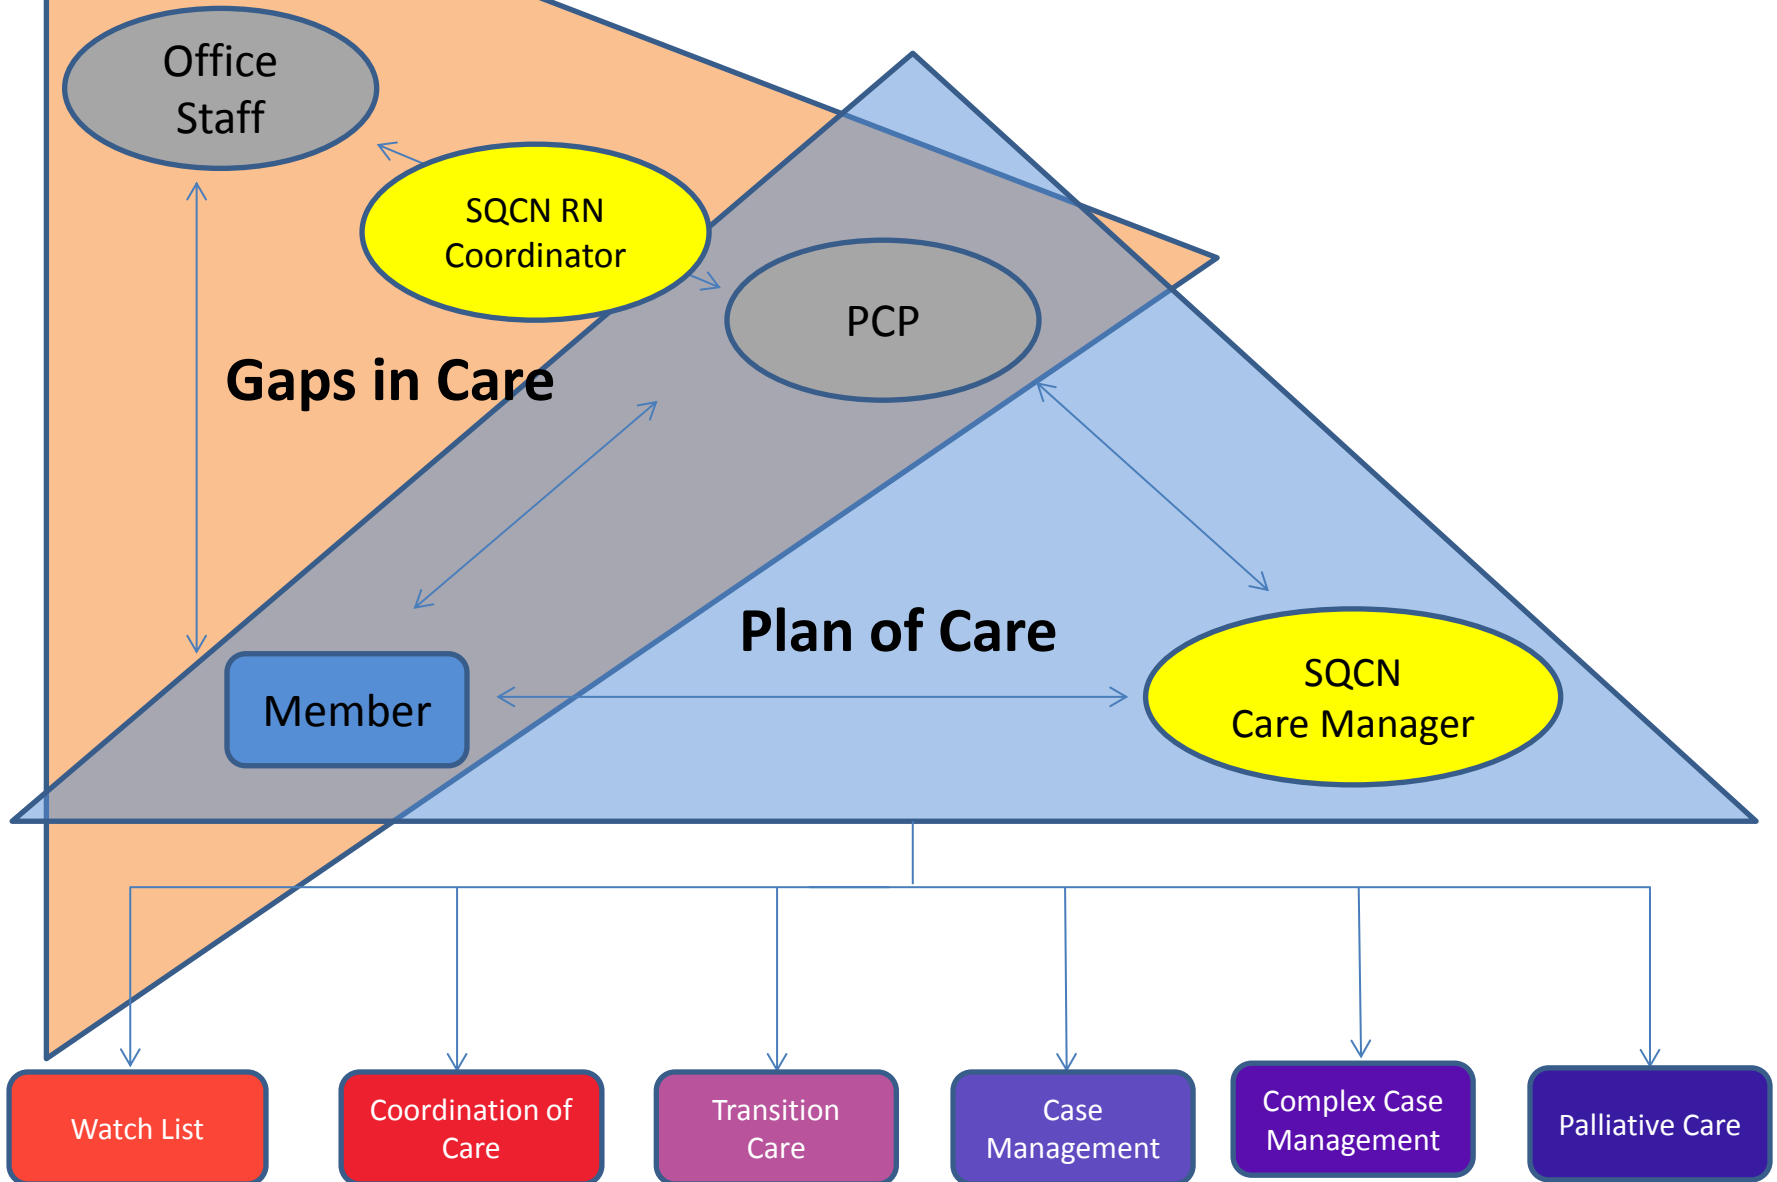 Office
Staff
SQCN RN
Coordinator
PCP
Gaps in Care
Plan of Care
Member
SQCN
Care Manager
Watch List
Coordination of
Care
Transition
Care
Case
Management
Complex Case
Management
Palliative Care